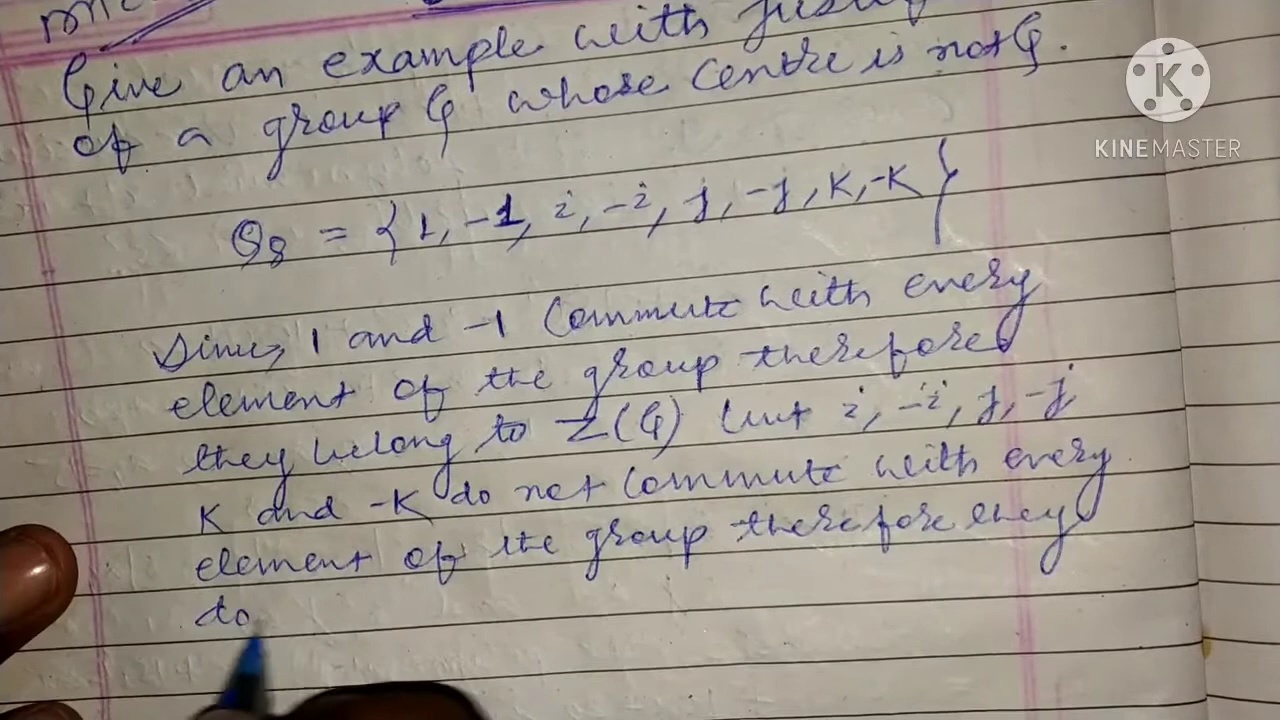 Give an example with
of a group G whose centre is not G.
K
KINEMASTER
Q8 = { 1, -1, i, -i, j, -j, K, -K }
Since, 1 and -1 Commute with every
element of the group therefore
they belong to Z(G) but i, -i, j, -j,
K and -K do not Commute with every
element of the group therefore they
do